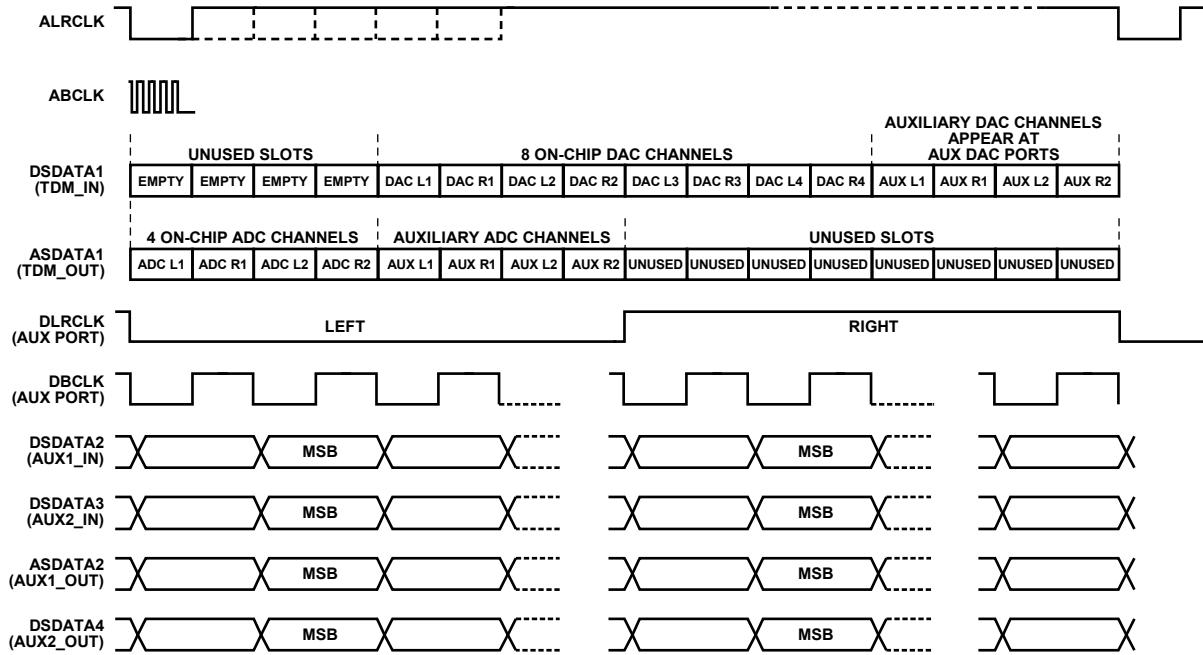 ALRCLK
ABCLK
AUXILIARY DAC CHANNELS
APPEAR AT
UNUSED SLOTS 8 ON-CHIP DAC CHANNELS AUX DAC PORTS
DSDATA1
(TDM_IN)
EMPTY EMPTY EMPTY EMPTY DAC L1 DAC R1 DAC L2 DAC R2 DAC L3 DAC R3 DAC L4 DAC R4 AUX L1 AUX R1 AUX L2 AUX R2
4 ON-CHIP ADC CHANNELS AUXILIARY ADC CHANNELS UNUSED SLOTS
ASDATA1
(TDM_OUT)
ADC L1 ADC R1 ADC L2 ADC R2 AUX L1 AUX R1 AUX L2 AUX R2 UNUSED UNUSED UNUSED UNUSED UNUSED UNUSED UNUSED UNUSED
DLRCLK
(AUX PORT)
LEFT RIGHT
DBCLK
(AUX PORT)
DSDATA2
(AUX1_IN)
MSB MSB
DSDATA3
(AUX2_IN)
MSB MSB
ASDATA2
(AUX1_OUT)
MSB MSB
DSDATA4
(AUX2_OUT)
MSB MSB